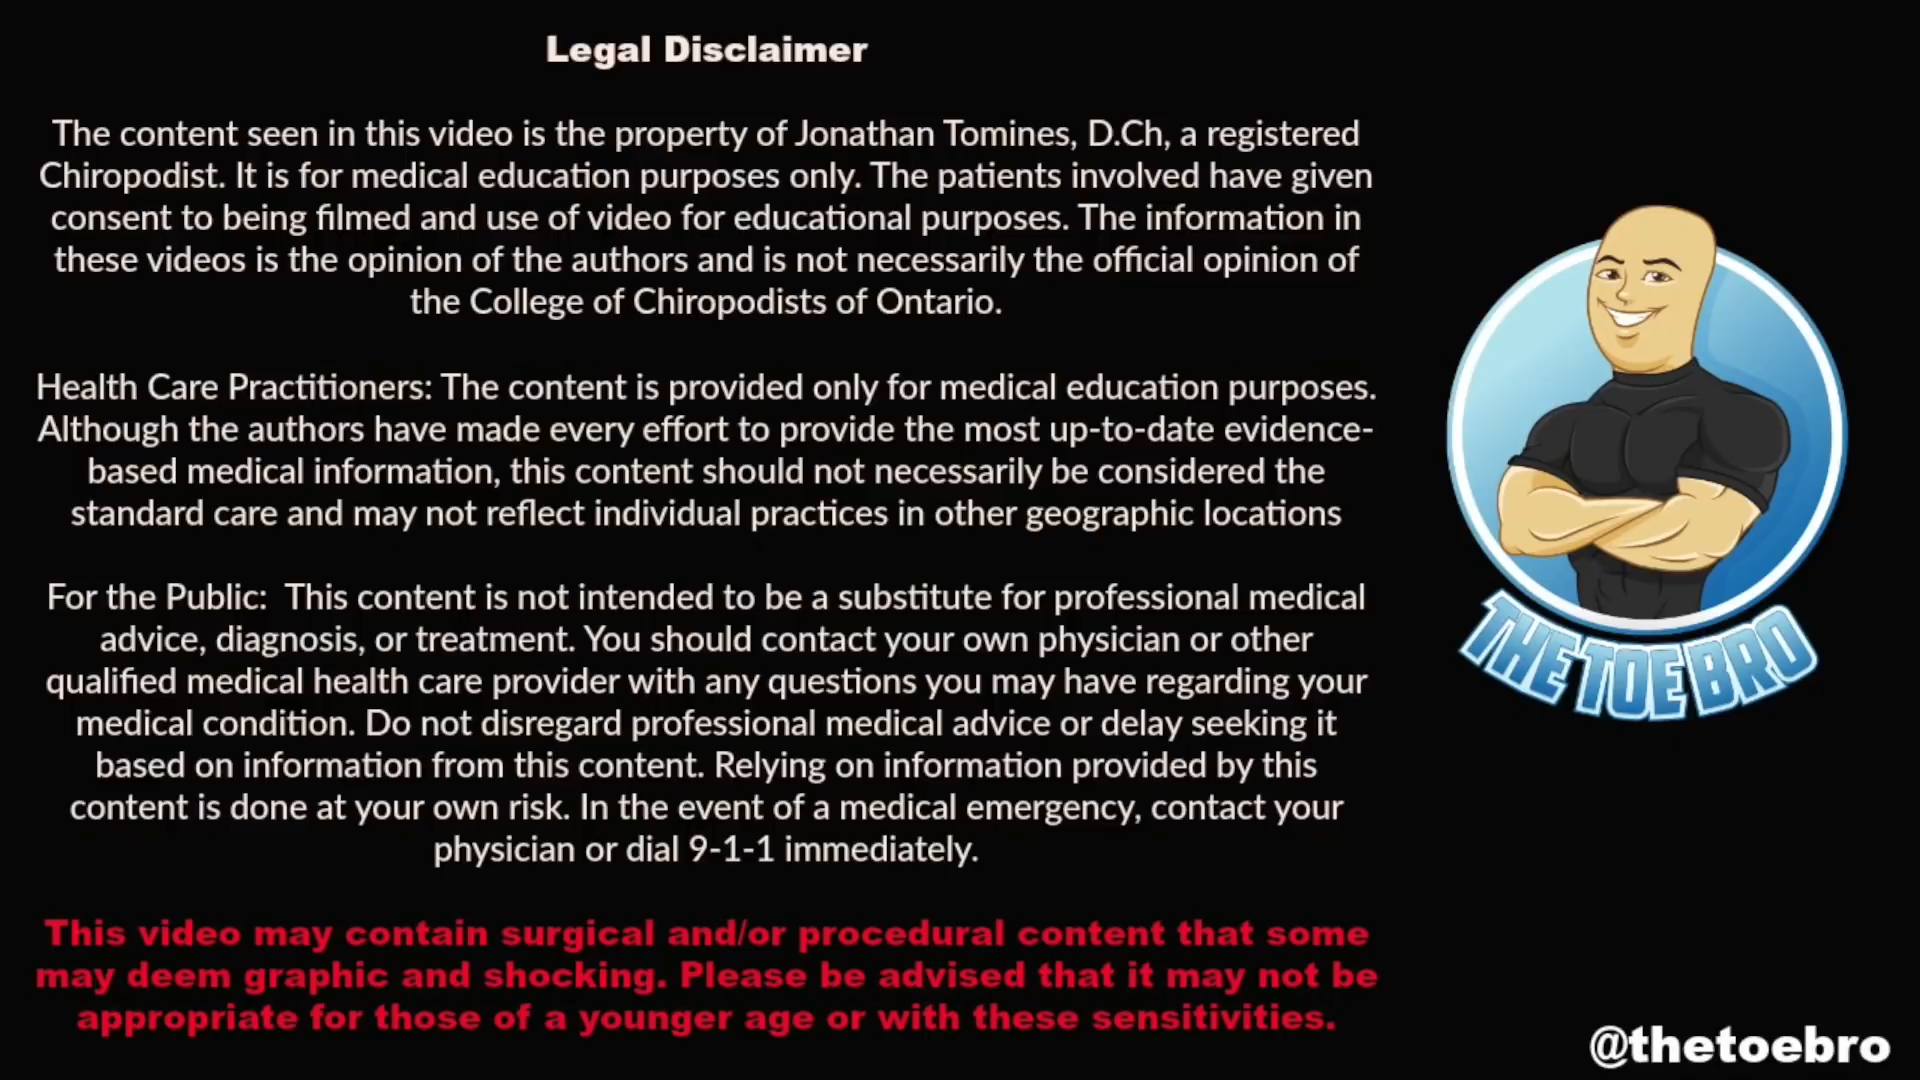 Legal Disclaimer
The content seen in this video is the property of Jonathan Tomines, D.Ch, a registered
Chiropodist. It is for medical education purposes only. The patients involved have given
consent to being filmed and use of video for educational purposes. The information in
these videos is the opinion of the authors and is not necessarily the official opinion of
the College of Chiropodists of Ontario.
Health Care Practitioners: The content is provided only for medical education purposes.
Although the authors have made every effort to provide the most up-to-date evidence-
based medical information, this content should not necessarily be considered the
standard care and may not reflect individual practices in other geographic locations
For the Public:  This content is not intended to be a substitute for professional medical
advice, diagnosis, or treatment. You should contact your own physician or other
qualified medical health care provider with any questions you may have regarding your
medical condition. Do not disregard professional medical advice or delay seeking it
based on information from this content. Relying on information provided by this
content is done at your own risk. In the event of a medical emergency, contact your
physician or dial 9-1-1 immediately.
This video may contain surgical and/or procedural content that some
may deem graphic and shocking. Please be advised that it may not be
appropriate for those of a younger age or with these sensitivities.
THE TOE BRO
@thetoebro